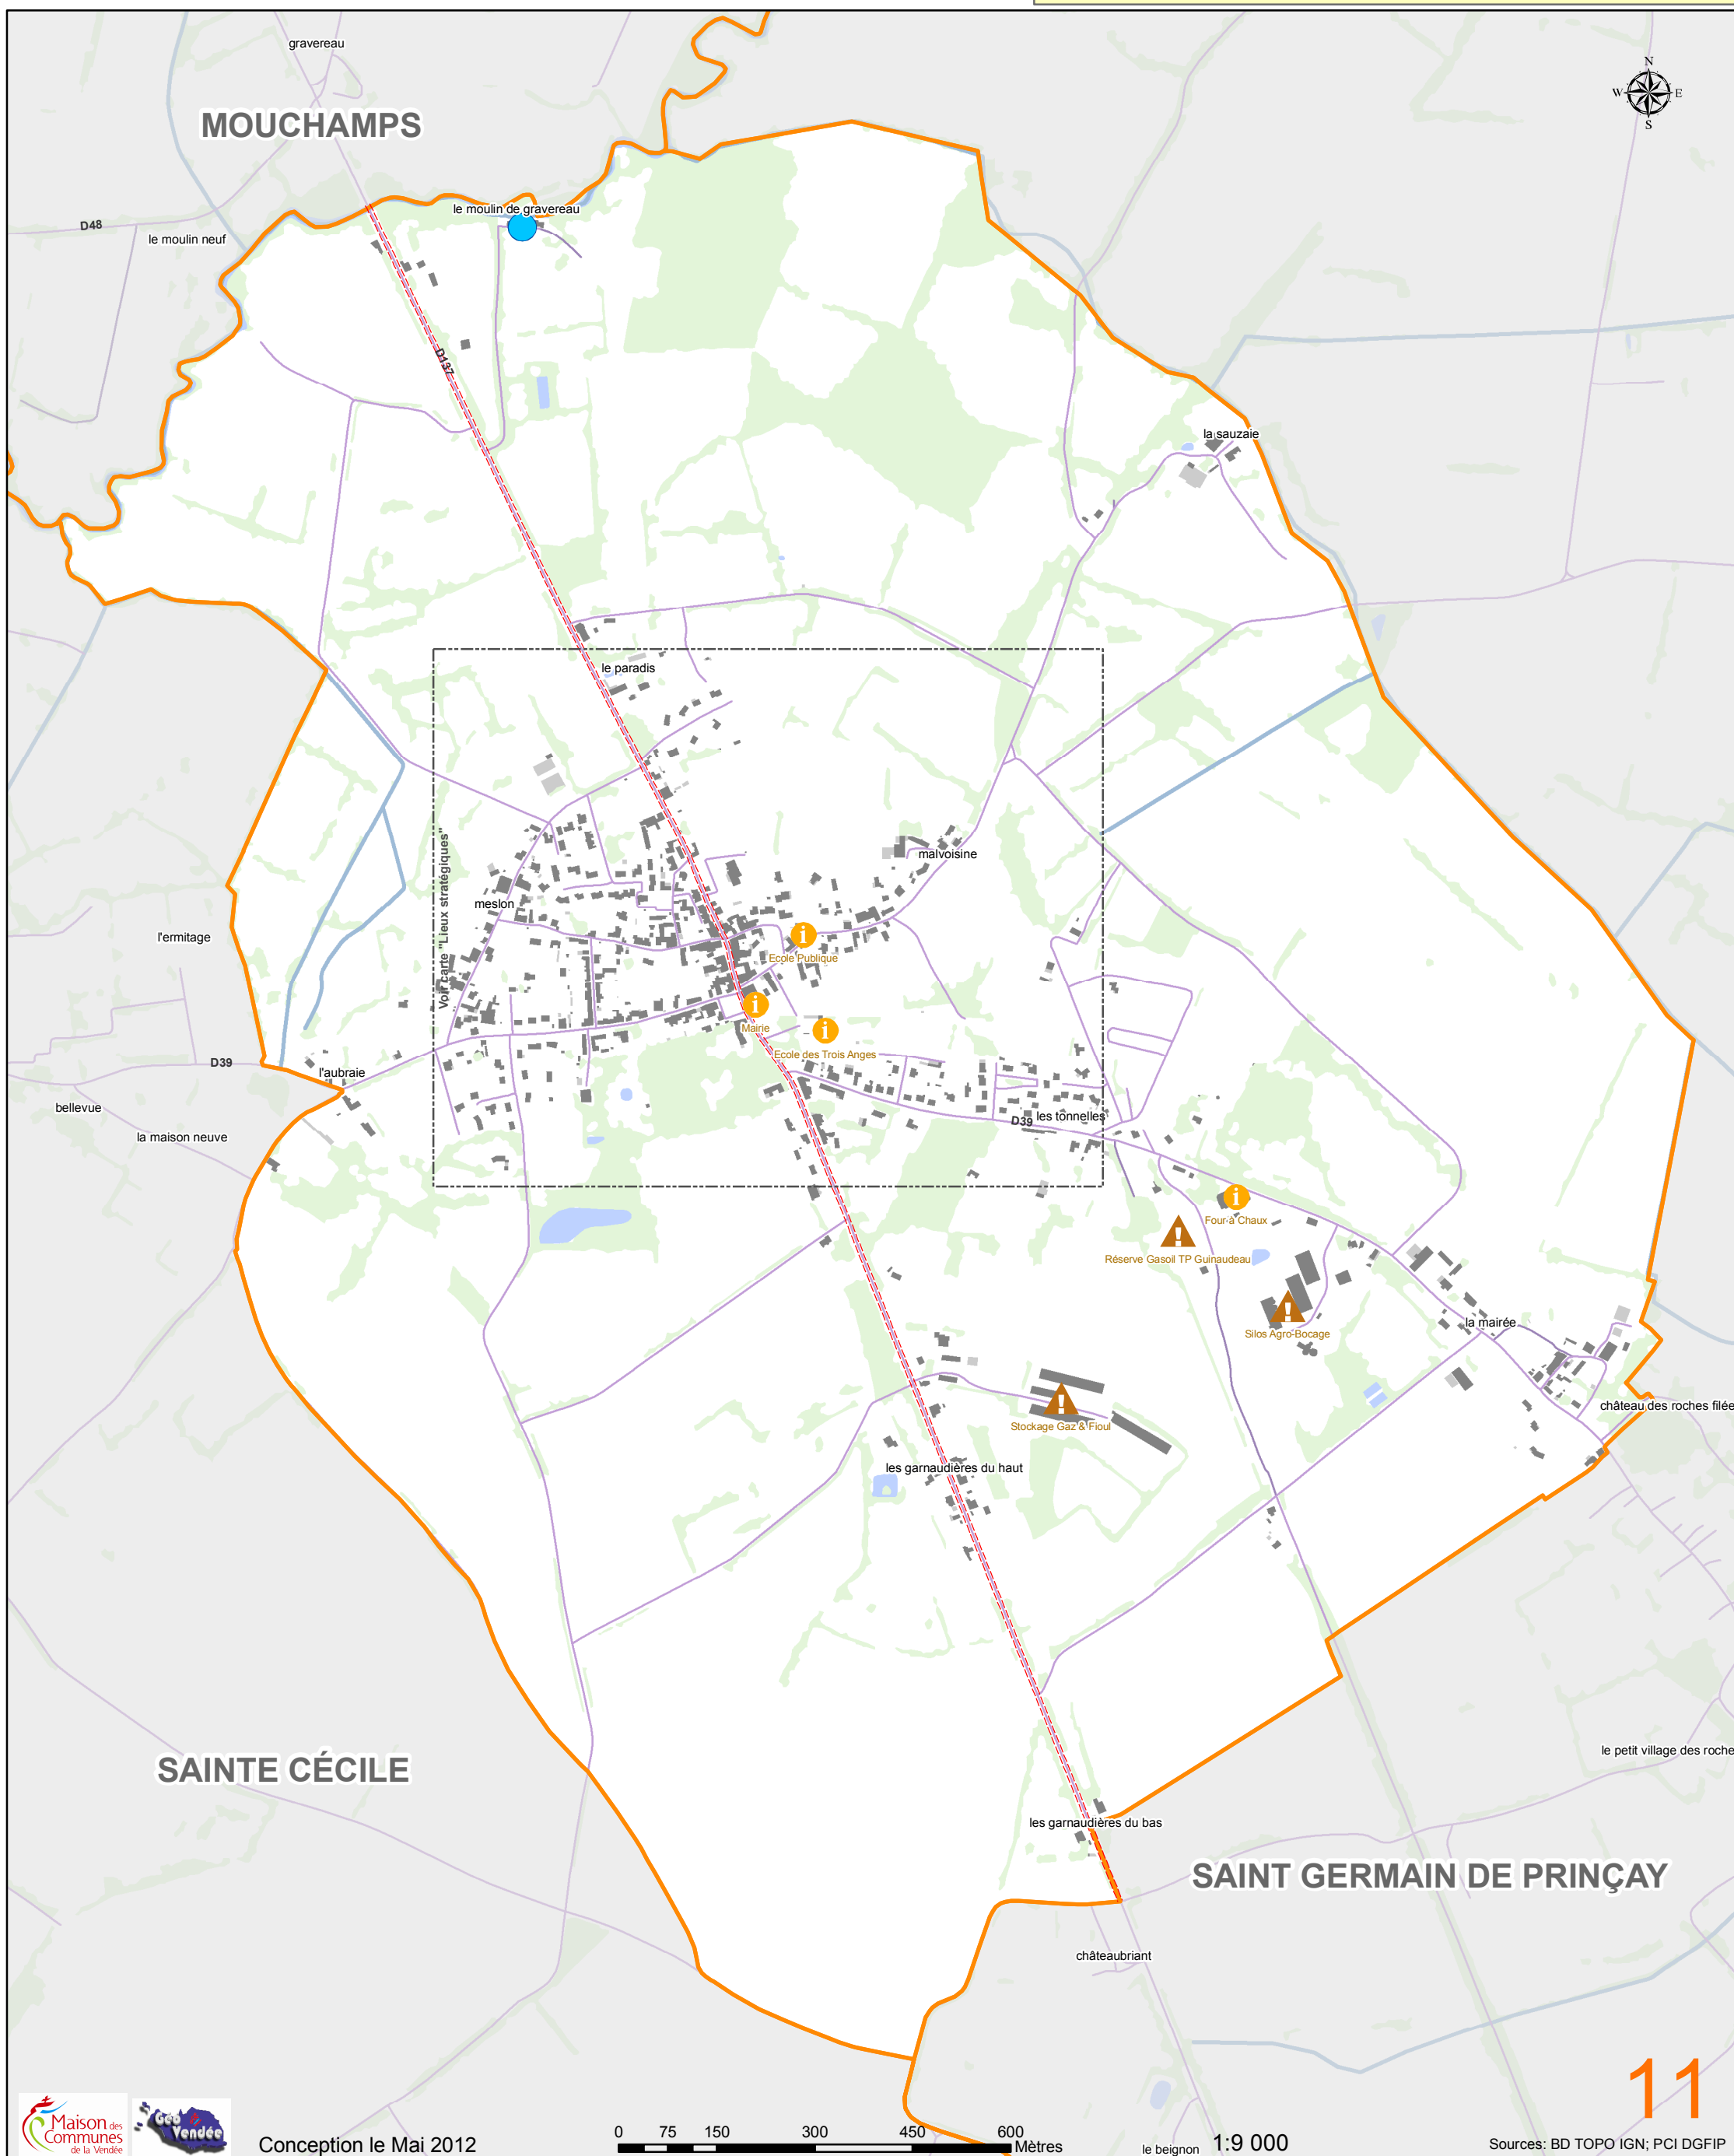 gravereau
MOUCHAMPS
N
W E
S
le moulin de gravereau
D48
le moulin neuf
D137
la sauzaie
le paradis
Voir carte "Lieux stratégiques"
malvoisine
meslon
l'ermitage
Ecole Publique
Mairie
Ecole des Trois Anges
D39
l'aubraie
bellevue
la maison neuve
D39
les tonnelles
Four à Chaux
Réserve Gasoil TP Guinaudeau
Silos Agro-Bocage
la mairée
château des roches filée
Stockage Gaz & Fioul
les garnaudières du haut
SAINTE CÉCILE
le petit village des roche
les garnaudières du bas
SAINT GERMAIN DE PRINÇAY
châteaubriant
11
Maison des
Communes
de la Vendée
Géo
Vendée
Conception le Mai 2012
0 75 150 300 450 600
Mètres
le beignon
1:9 000
Sources: BD TOPO IGN; PCI DGFIP